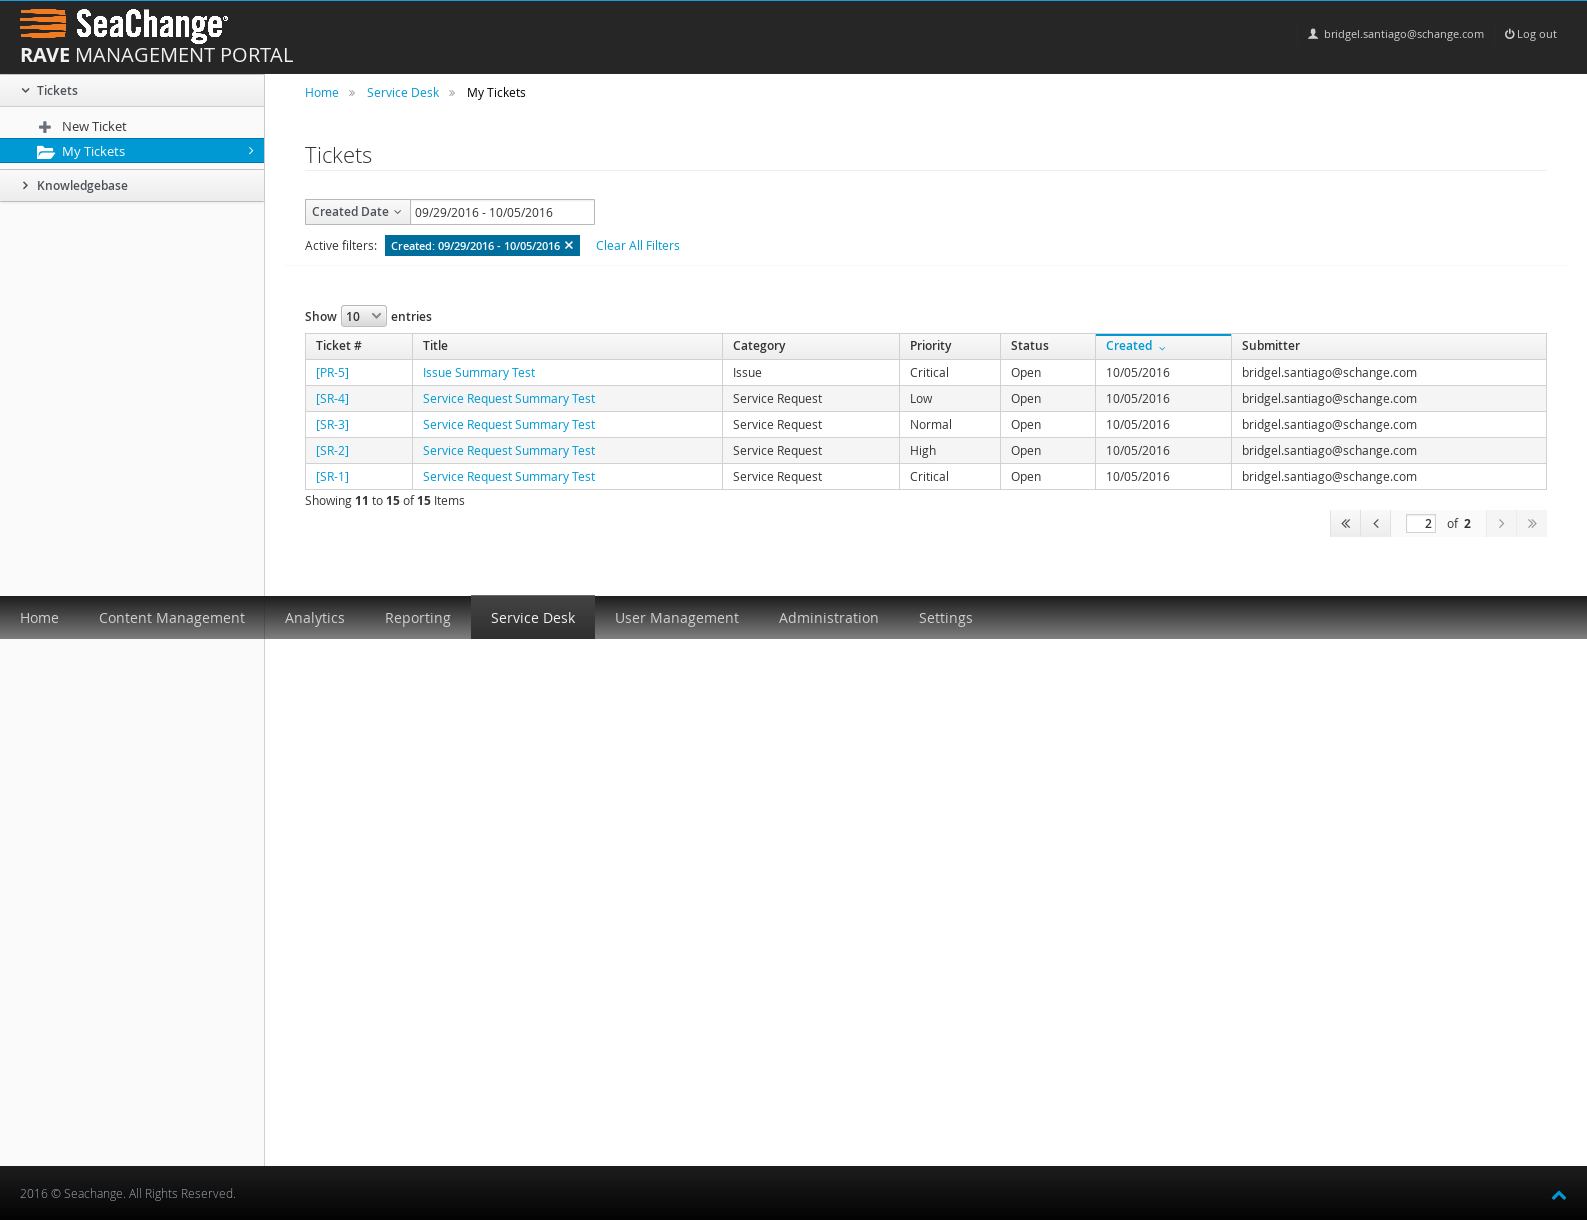 SeaChange®
RAVE MANAGEMENT PORTAL
bridgel.santiago@schange.com Log out
Tickets
New Ticket
My Tickets
Knowledgebase
Home » Service Desk » My Tickets
Tickets
Created Date 09/29/2016 - 10/05/2016
Active filters: Created: 09/29/2016 - 10/05/2016 ✕ Clear All Filters
Show 10 entries
Ticket # Title Category Priority Status Created Submitter
[PR-5] Issue Summary Test Issue Critical Open 10/05/2016 bridgel.santiago@schange.com
[SR-4] Service Request Summary Test Service Request Low Open 10/05/2016 bridgel.santiago@schange.com
[SR-3] Service Request Summary Test Service Request Normal Open 10/05/2016 bridgel.santiago@schange.com
[SR-2] Service Request Summary Test Service Request High Open 10/05/2016 bridgel.santiago@schange.com
[SR-1] Service Request Summary Test Service Request Critical Open 10/05/2016 bridgel.santiago@schange.com
Showing 11 to 15 of 15 Items
2 of 2
Home Content Management Analytics Reporting Service Desk User Management Administration Settings
2016 © Seachange. All Rights Reserved.